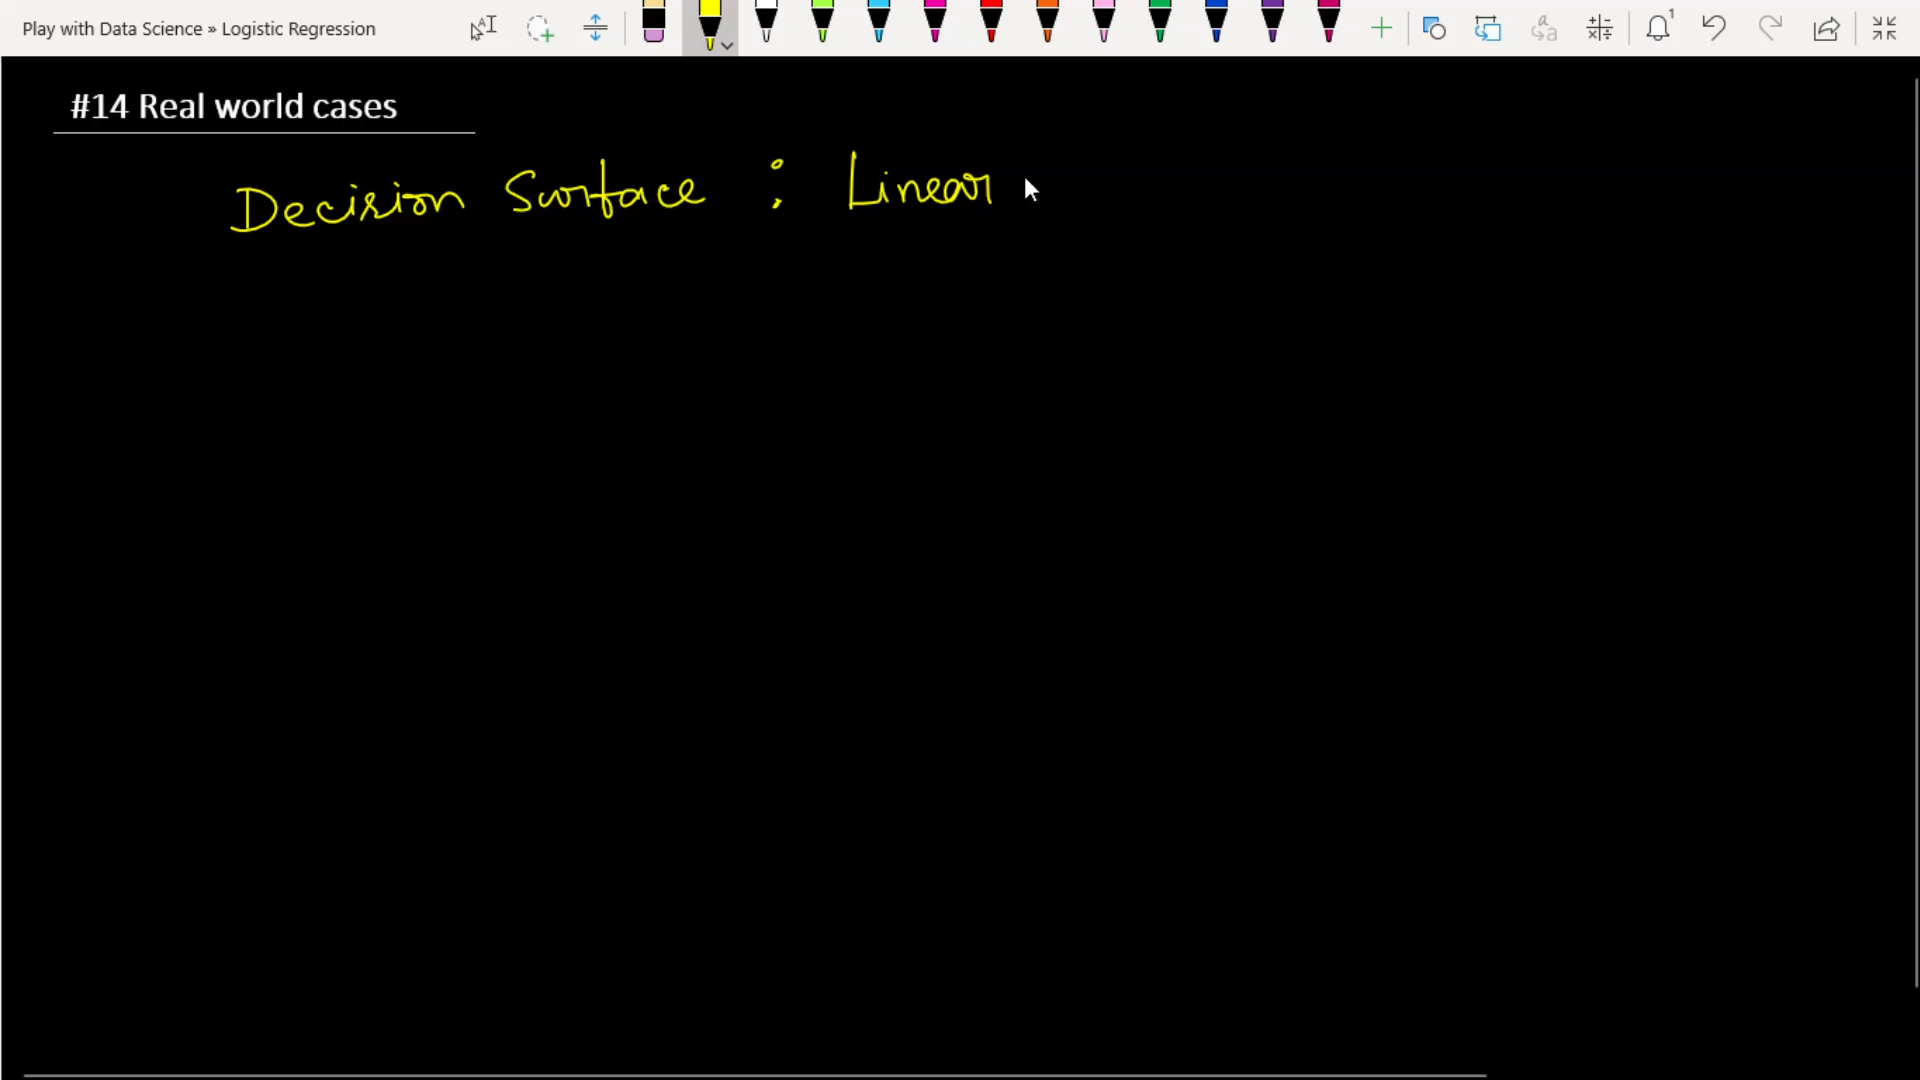 Play with Data Science » Logistic Regression
#14 Real world cases
Decision Surface : Linear